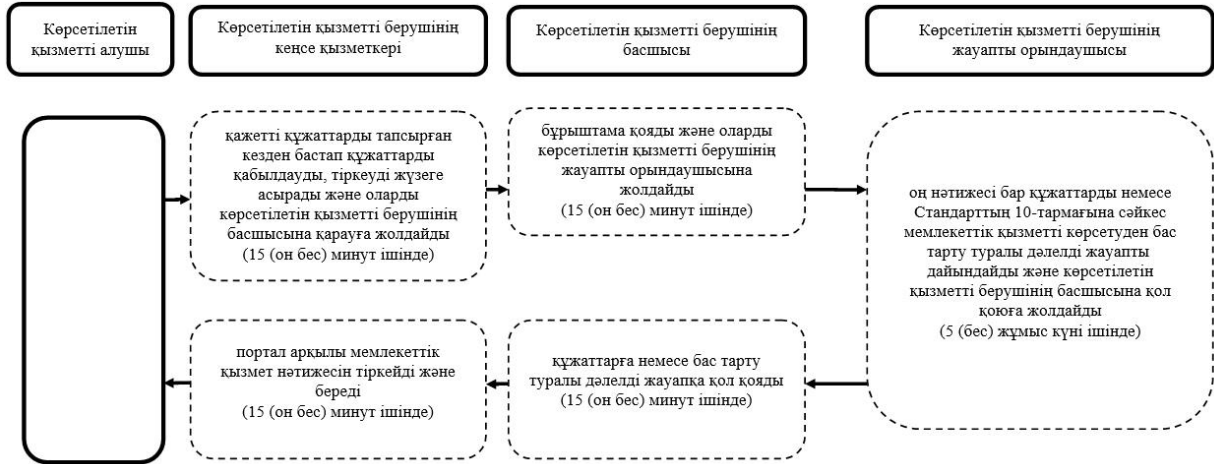 Көрсетілетін
қызметті алушы
Көрсетілетін қызметті берушінің
кеңсе қызметкері
Көрсетілетін қызметті берушінің
басшысы
Көрсетілетін қызметті берушінің
жауапты орындаушысы
қажетті құжаттарды тапсырған
кезден бастап құжаттарды
қабылдауды, тіркеуді жүзеге
асырады және оларды
көрсетілетін қызметті берушінің
басшысына қарауға жолдайды
(15 (он бес) минут ішінде)
бұрыштама қояды және оларды
көрсетілетін қызметті берушінің
жауапты орындаушысына
жолдайды
(15 (он бес) минут ішінде)
оң нәтижесі бар құжаттарды немесе
Стандарттың 10-тармағына сәйкес
мемлекеттік қызметті көрсетуден бас
тарту туралы дәлелді жауапты
дайындайды және көрсетілетін
қызметті берушінің басшысына қол
қоюға жолдайды
(5 (бес) жұмыс күні ішінде)
портал арқылы мемлекеттік
қызмет нәтижесін тіркейді және
береді
(15 (он бес) минут ішінде)
құжаттарға немесе бас тарту
туралы дәлелді жауапқа қол қояды
(15 (он бес) минут ішінде)